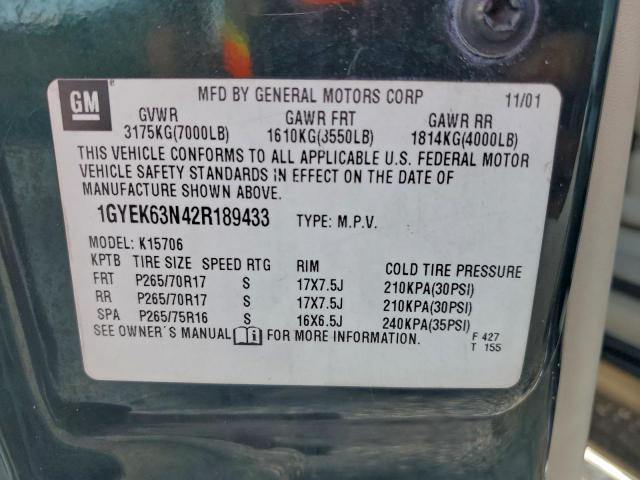 GM
MFD BY GENERAL MOTORS CORP 11/01
GVWR GAWR FRT GAWR RR
3175KG(7000LB) 1610KG(3550LB) 1814KG(4000LB)
THIS VEHICLE CONFORMS TO ALL APPLICABLE U.S. FEDERAL MOTOR
VEHICLE SAFETY STANDARDS IN EFFECT ON THE DATE OF
MANUFACTURE SHOWN ABOVE.
1GYEK63N42R189433 TYPE: M.P.V.
MODEL: K15706
KPTB TIRE SIZE SPEED RTG RIM COLD TIRE PRESSURE
FRT P265/70R17 S 17X7.5J 210KPA(30PSI)
RR P265/70R17 S 17X7.5J 210KPA(30PSI)
SPA P265/75R16 S 16X6.5J 240KPA(35PSI)
SEE OWNER'S MANUAL FOR MORE INFORMATION.
F 427
T 155